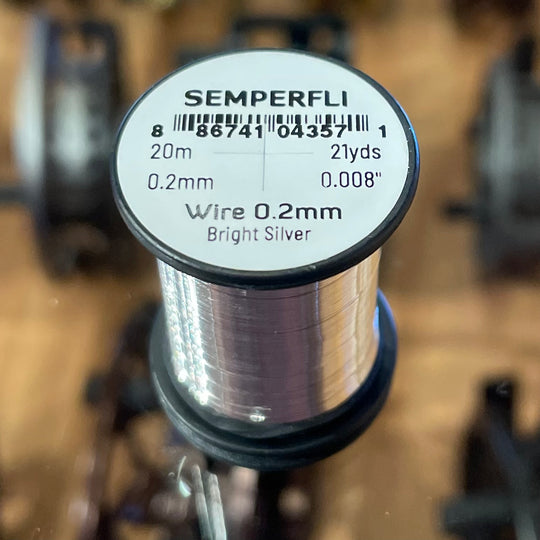 SEMPERFLI
8 86741 04357 1
20m 21yds
0.2mm 0.008"
Wire 0.2mm
Bright Silver